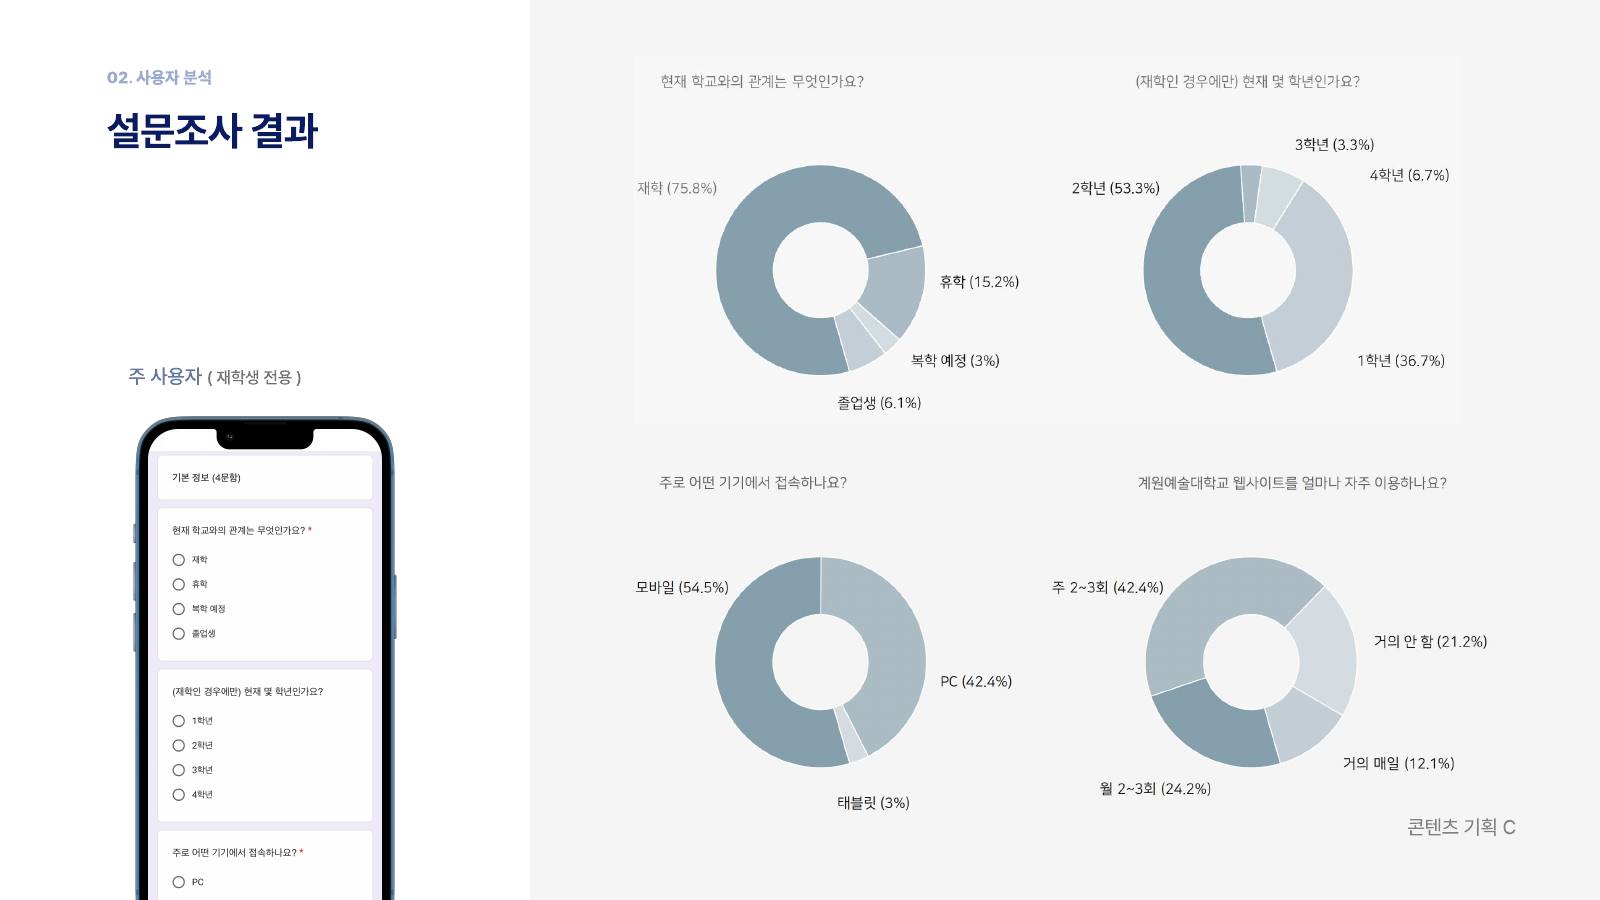 02. 사용자 분석
설문조사 결과
주 사용자 ( 재학생 전용 )
기본 정보 (4문항)
현재 학교와의 관계는 무엇인가요? *
재학
휴학
복학 예정
졸업생
(재학인 경우에만) 현재 몇 학년인가요?
1학년
2학년
3학년
4학년
주로 어떤 기기에서 접속하나요? *
PC
현재 학교와의 관계는 무엇인가요?
재학 (75.8%)
휴학 (15.2%)
복학 예정 (3%)
졸업생 (6.1%)
(재학인 경우에만) 현재 몇 학년인가요?
3학년 (3.3%)
4학년 (6.7%)
2학년 (53.3%)
1학년 (36.7%)
주로 어떤 기기에서 접속하나요?
모바일 (54.5%)
PC (42.4%)
태블릿 (3%)
계원예술대학교 웹사이트를 얼마나 자주 이용하나요?
주 2~3회 (42.4%)
거의 안 함 (21.2%)
거의 매일 (12.1%)
월 2~3회 (24.2%)
콘텐츠 기획 C